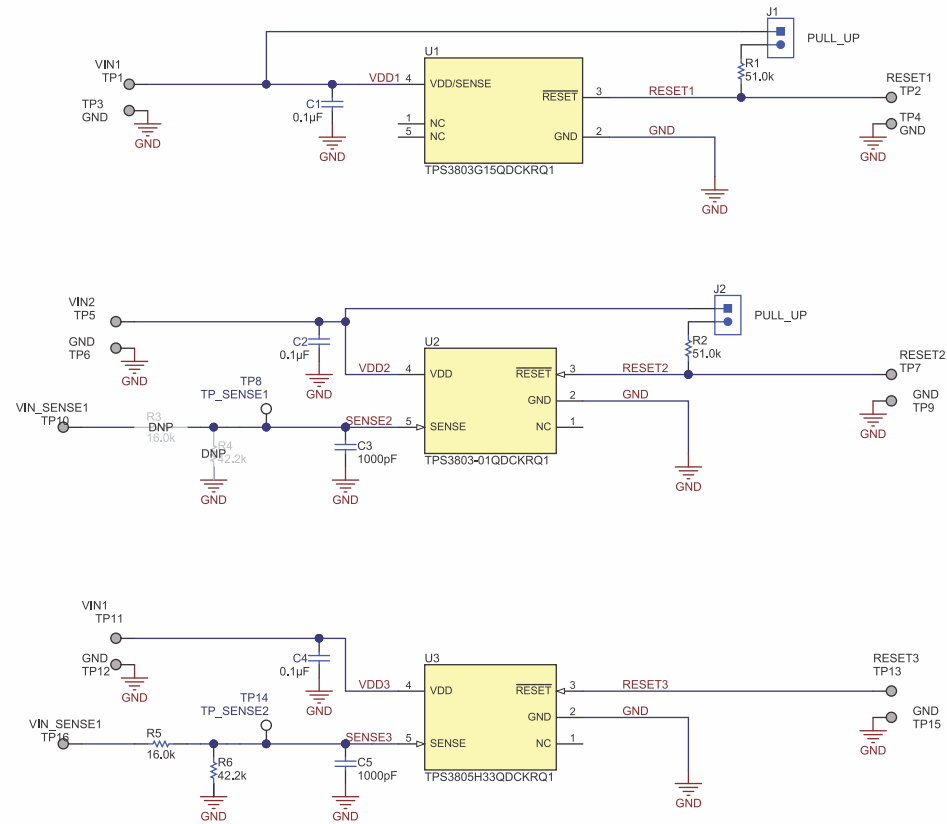 J1
PULL_UP
VIN1
TP1
U1
R1
51.0k
VDD1
4
VDD/SENSE
RESET
3
RESET1
RESET1
TP2
TP3
GND
C1
0.1µF
1
NC
5
NC
GND
2
GND
TP4
GND
GND
GND
GND
TPS3803G15QDCKRQ1
GND
J2
PULL_UP
VIN2
TP5
C2
0.1µF
U2
R2
51.0k
GND
TP6
VDD2
4
VDD
RESET
3
RESET2
RESET2
TP7
GND
GND
TP8
TP_SENSE1
GND
2
GND
GND
TP9
VIN_SENSE1
TP10
R3
DNP
16.0k
SENSE2
5
SENSE
NC
1
GND
R4
DNP
42.2k
C3
1000pF
TPS3803-01QDCKRQ1
GND
GND
GND
VIN1
TP11
C4
0.1µF
U3
GND
TP12
RESET3
TP13
GND
GND
VDD3
4
VDD
RESET
3
RESET3
TP14
TP_SENSE2
GND
2
GND
GND
TP15
VIN_SENSE1
TP16
R5
16.0k
SENSE3
5
SENSE
NC
1
GND
R6
42.2k
C5
1000pF
TPS3805H33QDCKRQ1
GND
GND
GND